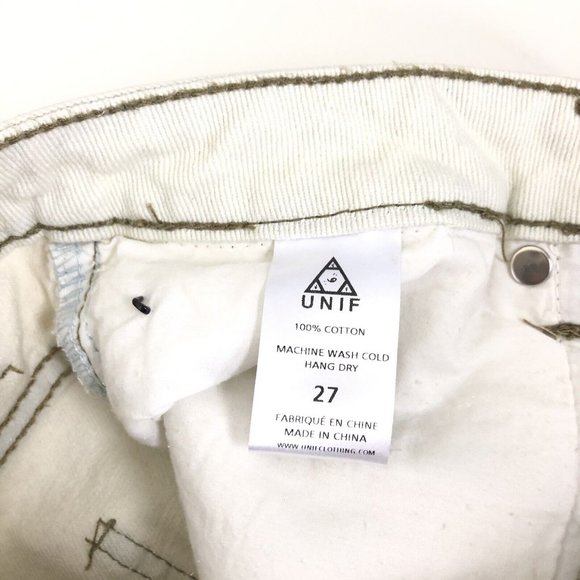 UNIF
100% COTTON
MACHINE WASH COLD
HANG DRY
27
FABRIQUÉ EN CHINE
MADE IN CHINA
WWW.UNIFCLOTHING.COM